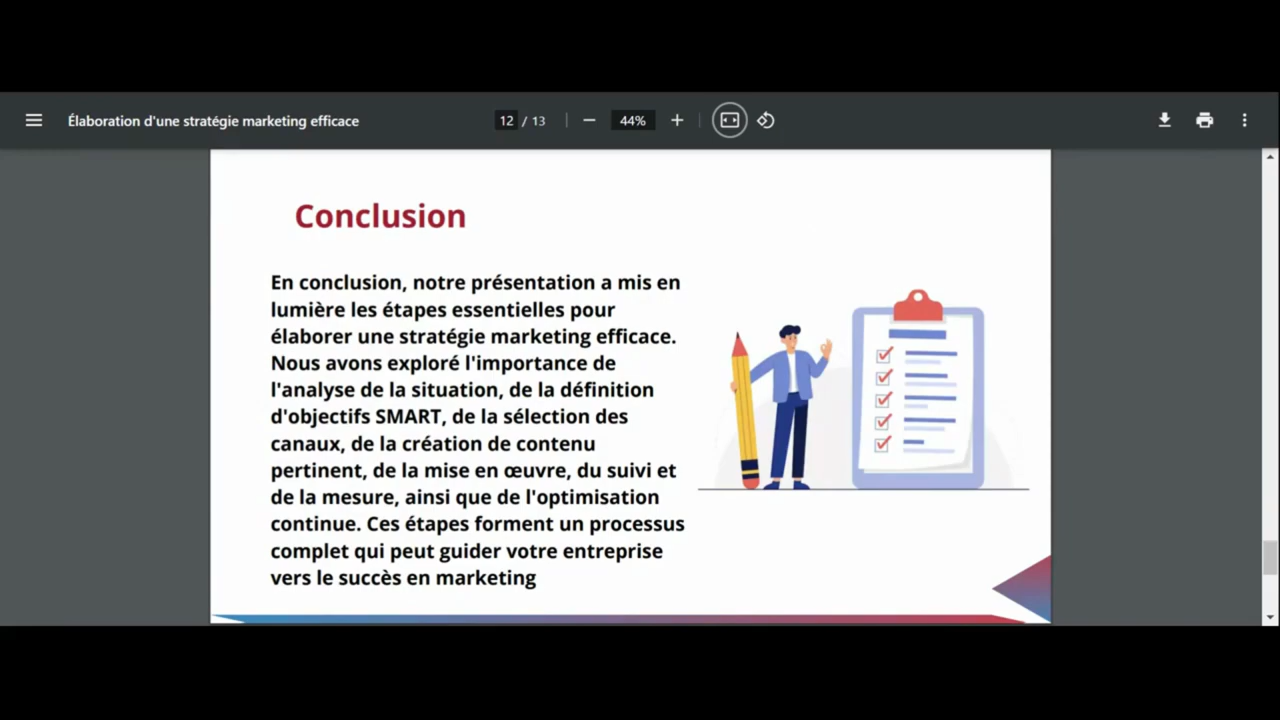 Élaboration d'une stratégie marketing efficace
12 / 13
44%
Conclusion
En conclusion, notre présentation a mis en
lumière les étapes essentielles pour
élaborer une stratégie marketing efficace.
Nous avons exploré l'importance de
l'analyse de la situation, de la définition
d'objectifs SMART, de la sélection des
canaux, de la création de contenu
pertinent, de la mise en œuvre, du suivi et
de la mesure, ainsi que de l'optimisation
continue. Ces étapes forment un processus
complet qui peut guider votre entreprise
vers le succès en marketing